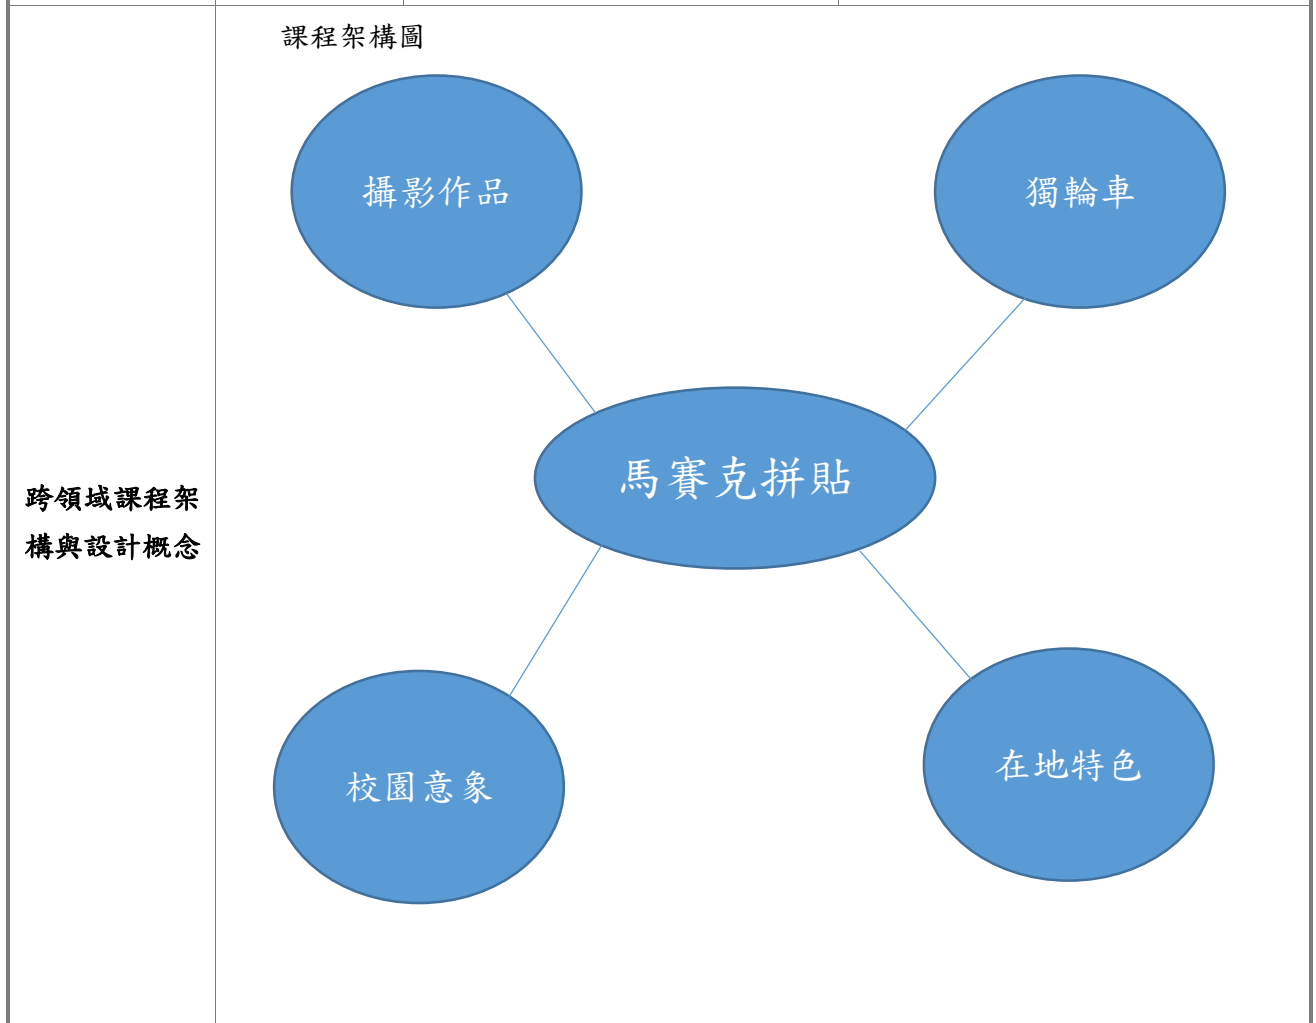 課程架構圖
攝影作品
獨輪車
馬賽克拼貼
跨領域課程架
構與設計概念
校園意象
在地特色